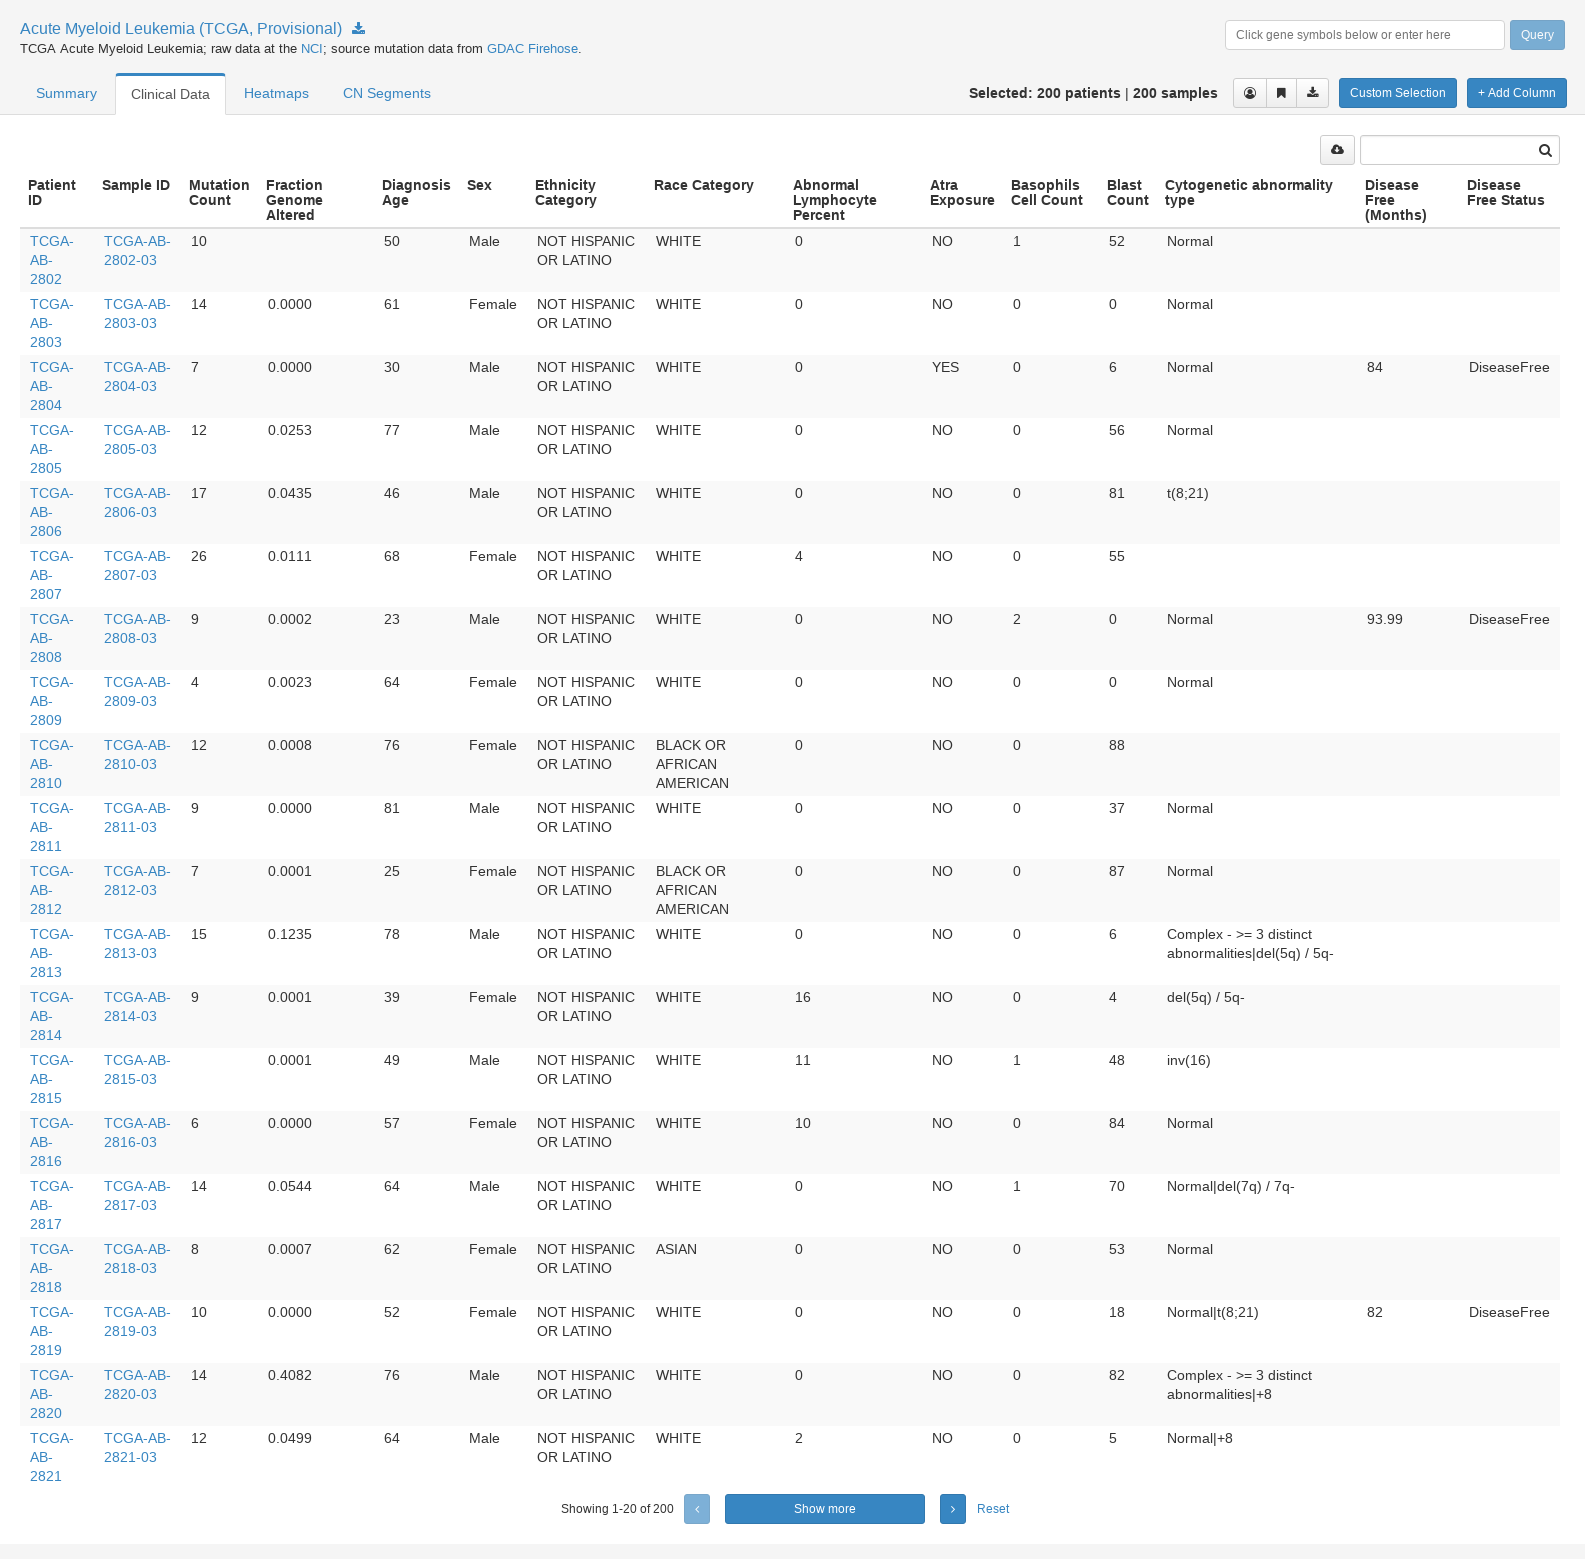 Acute Myeloid Leukemia (TCGA, Provisional)
TCGA Acute Myeloid Leukemia; raw data at the NCI; source mutation data from GDAC Firehose.
Click gene symbols below or enter here Query
Summary Clinical Data Heatmaps CN Segments Selected: 200 patients | 200 samples Custom Selection + Add Column
Patient ID Sample ID Mutation Count Fraction Genome Altered Diagnosis Age Sex Ethnicity Category Race Category Abnormal Lymphocyte Percent Atra Exposure Basophils Cell Count Blast Count Cytogenetic abnormality type Disease Free (Months) Disease Free Status
TCGA-AB-2802 TCGA-AB-2802-03 10 50 Male NOT HISPANIC OR LATINO WHITE 0 NO 1 52 Normal
TCGA-AB-2803 TCGA-AB-2803-03 14 0.0000 61 Female NOT HISPANIC OR LATINO WHITE 0 NO 0 0 Normal
TCGA-AB-2804 TCGA-AB-2804-03 7 0.0000 30 Male NOT HISPANIC OR LATINO WHITE 0 YES 0 6 Normal 84 DiseaseFree
TCGA-AB-2805 TCGA-AB-2805-03 12 0.0253 77 Male NOT HISPANIC OR LATINO WHITE 0 NO 0 56 Normal
TCGA-AB-2806 TCGA-AB-2806-03 17 0.0435 46 Male NOT HISPANIC OR LATINO WHITE 0 NO 0 81 t(8;21)
TCGA-AB-2807 TCGA-AB-2807-03 26 0.0111 68 Female NOT HISPANIC OR LATINO WHITE 4 NO 0 55
TCGA-AB-2808 TCGA-AB-2808-03 9 0.0002 23 Male NOT HISPANIC OR LATINO WHITE 0 NO 2 0 Normal 93.99 DiseaseFree
TCGA-AB-2809 TCGA-AB-2809-03 4 0.0023 64 Female NOT HISPANIC OR LATINO WHITE 0 NO 0 0 Normal
TCGA-AB-2810 TCGA-AB-2810-03 12 0.0008 76 Female NOT HISPANIC OR LATINO BLACK OR AFRICAN AMERICAN 0 NO 0 88
TCGA-AB-2811 TCGA-AB-2811-03 9 0.0000 81 Male NOT HISPANIC OR LATINO WHITE 0 NO 0 37 Normal
TCGA-AB-2812 TCGA-AB-2812-03 7 0.0001 25 Female NOT HISPANIC OR LATINO BLACK OR AFRICAN AMERICAN 0 NO 0 87 Normal
TCGA-AB-2813 TCGA-AB-2813-03 15 0.1235 78 Male NOT HISPANIC OR LATINO WHITE 0 NO 0 6 Complex - >= 3 distinct abnormalities|del(5q) / 5q-
TCGA-AB-2814 TCGA-AB-2814-03 9 0.0001 39 Female NOT HISPANIC OR LATINO WHITE 16 NO 0 4 del(5q) / 5q-
TCGA-AB-2815 TCGA-AB-2815-03 0.0001 49 Male NOT HISPANIC OR LATINO WHITE 11 NO 1 48 inv(16)
TCGA-AB-2816 TCGA-AB-2816-03 6 0.0000 57 Female NOT HISPANIC OR LATINO WHITE 10 NO 0 84 Normal
TCGA-AB-2817 TCGA-AB-2817-03 14 0.0544 64 Male NOT HISPANIC OR LATINO WHITE 0 NO 1 70 Normal|del(7q) / 7q-
TCGA-AB-2818 TCGA-AB-2818-03 8 0.0007 62 Female NOT HISPANIC OR LATINO ASIAN 0 NO 0 53 Normal
TCGA-AB-2819 TCGA-AB-2819-03 10 0.0000 52 Female NOT HISPANIC OR LATINO WHITE 0 NO 0 18 Normal|t(8;21) 82 DiseaseFree
TCGA-AB-2820 TCGA-AB-2820-03 14 0.4082 76 Male NOT HISPANIC OR LATINO WHITE 0 NO 0 82 Complex - >= 3 distinct abnormalities|+8
TCGA-AB-2821 TCGA-AB-2821-03 12 0.0499 64 Male NOT HISPANIC OR LATINO WHITE 2 NO 0 5 Normal|+8
Showing 1-20 of 200 Show more Reset